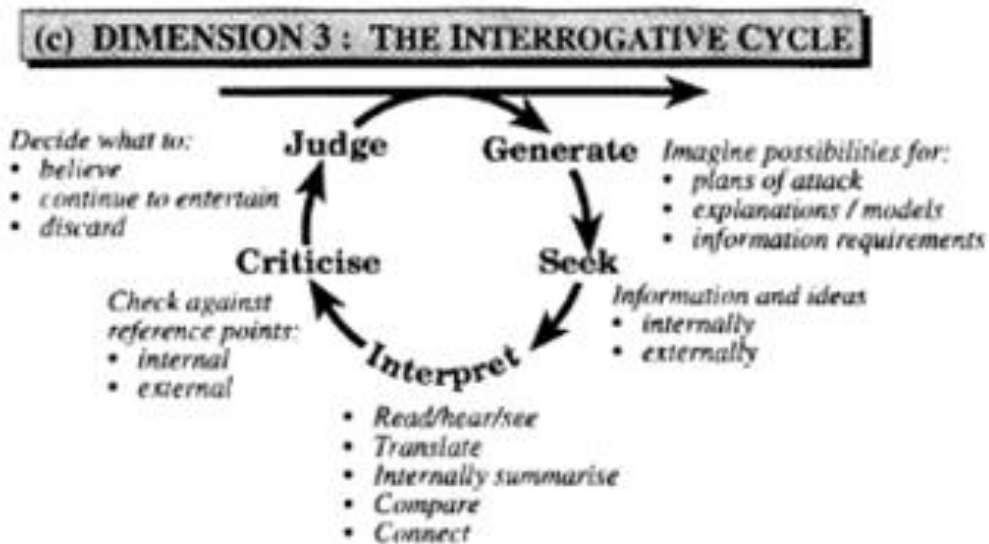 (c) DIMENSION 3 : THE INTERROGATIVE CYCLE
Judge
Decide what to:
• believe
• continue to entertain
• discard
Generate
Imagine possibilities for:
• plans of attack
• explanations / models
• information requirements
Seek
Information and ideas
• internally
• externally
Interpret
• Read/hear/see
• Translate
• Internally summarise
• Compare
• Connect
Criticise
Check against
reference points:
• internal
• external